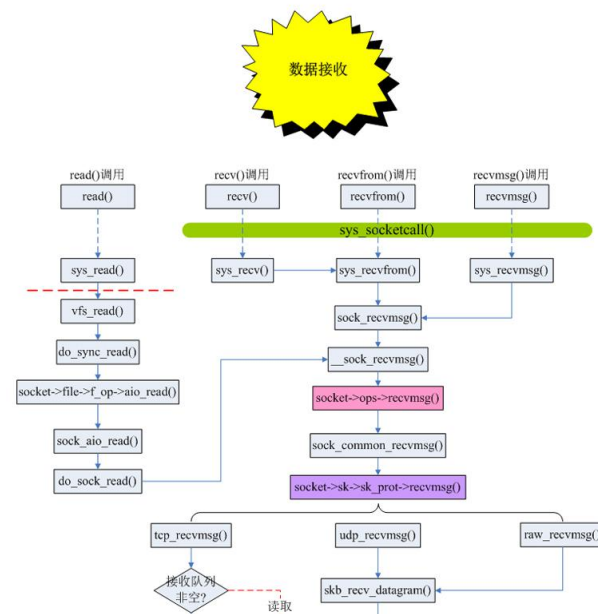 数据接收
read()调用
recv()调用
recvfrom()调用
recvmsg()调用
read()
recv()
recvfrom()
recvmsg()
sys_socketcall()
sys_read()
sys_recv()
sys_recvfrom()
sys_recvmsg()
vfs_read()
sock_recvmsg()
do_sync_read()
__sock_recvmsg()
socket->file->f_op->aio_read()
socket->ops->recvmsg()
sock_aio_read()
sock_common_recvmsg()
do_sock_read()
socket->sk->sk_prot->recvmsg()
tcp_recvmsg()
udp_recvmsg()
raw_recvmsg()
接收队列
非空?
skb_recv_datagram()
读取